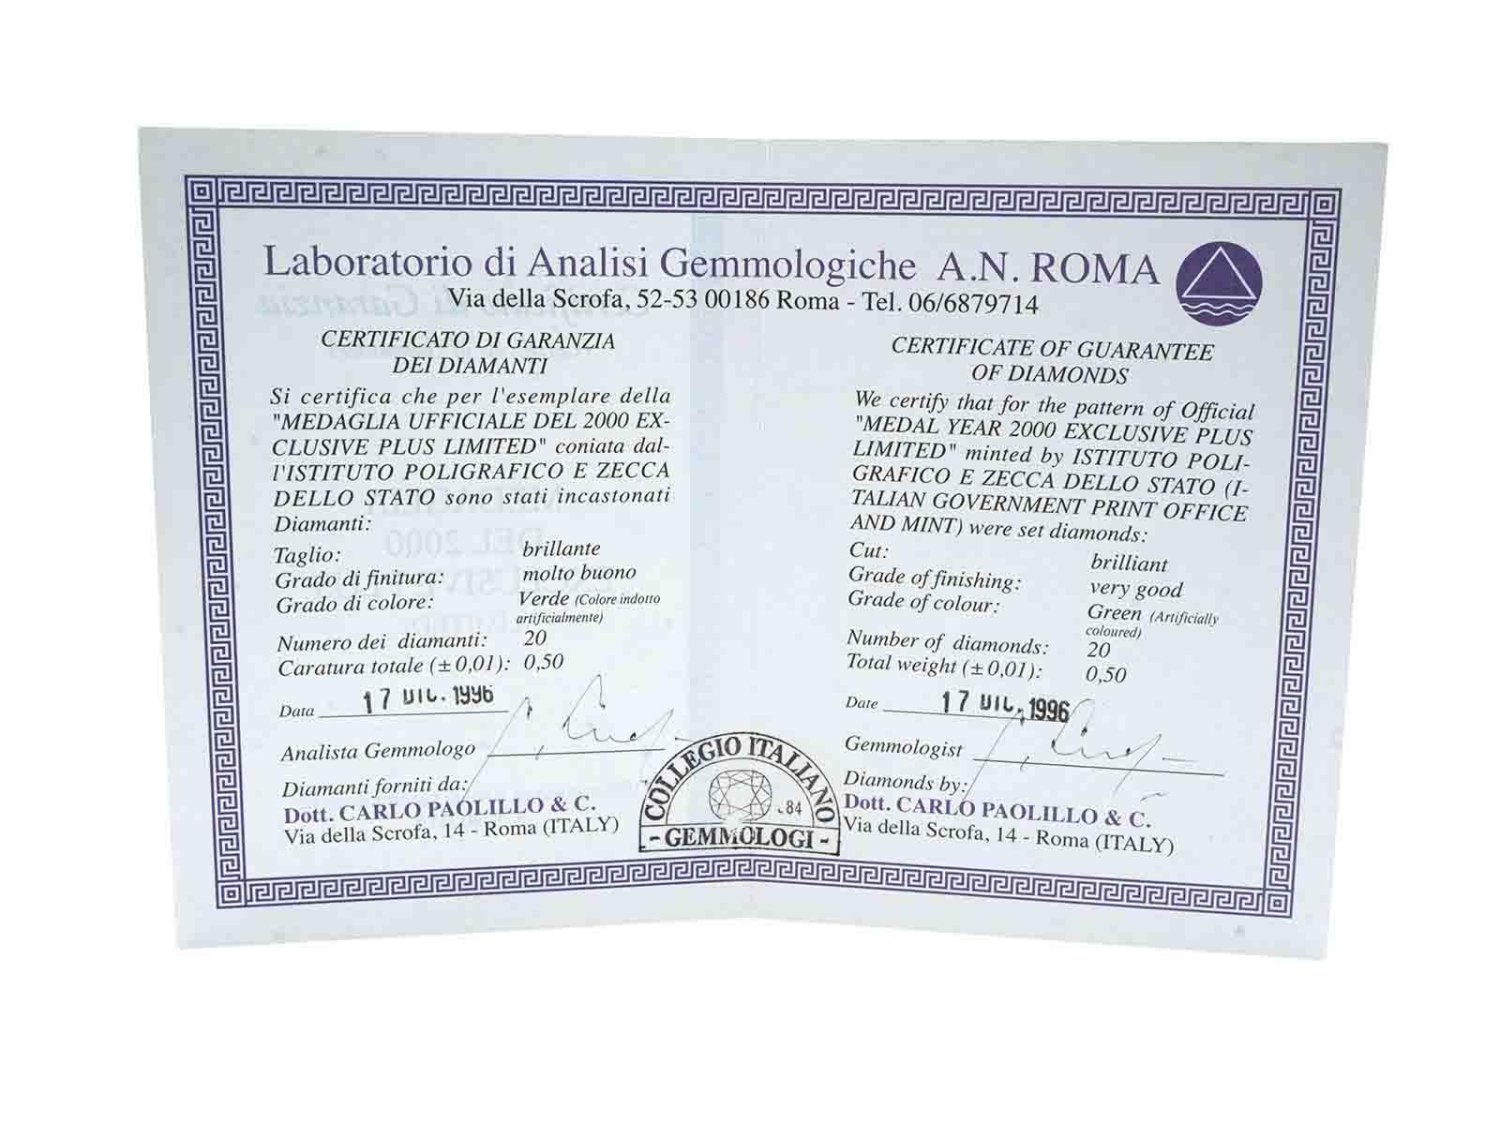 Laboratorio di Analisi Gemmologiche A.N. ROMA
Via della Scrofa, 52-53 00186 Roma - Tel. 06/6879714
CERTIFICATO DI GARANZIA
DEI DIAMANTI
Si certifica che per l'esemplare della
"MEDAGLIA UFFICIALE DEL 2000 EX-
CLUSIVE PLUS LIMITED" coniata dal-
l'ISTITUTO POLIGRAFICO E ZECCA
DELLO STATO sono stati incastonati
Diamanti:
Taglio: brillante
Grado di finitura: molto buono
Grado di colore: Verde (Colore indotto
artificialmente)
Numero dei diamanti: 20
Caratura totale (±0,01): 0,50
Data 17 DIC. 1996
Analista Gemmologo
Diamanti forniti da:
Dott. CARLO PAOLILLO & C.
Via della Scrofa, 14 - Roma (ITALY)
COLLEGIO ITALIANO
.84
- GEMMOLOGI -
CERTIFICATE OF GUARANTEE
OF DIAMONDS
We certify that for the pattern of Official
"MEDAL YEAR 2000 EXCLUSIVE PLUS
LIMITED" minted by ISTITUTO POLI-
GRAFICO E ZECCA DELLO STATO (I-
TALIAN GOVERNMENT PRINT OFFICE
AND MINT) were set diamonds:
Cut: brilliant
Grade of finishing: very good
Grade of colour: Green (Artificially
coloured)
Number of diamonds: 20
Total weight (±0,01): 0,50
Date 17 DIC. 1996
Gemmologist
Diamonds by:
Dott. CARLO PAOLILLO & C.
Via della Scrofa, 14 - Roma (ITALY)